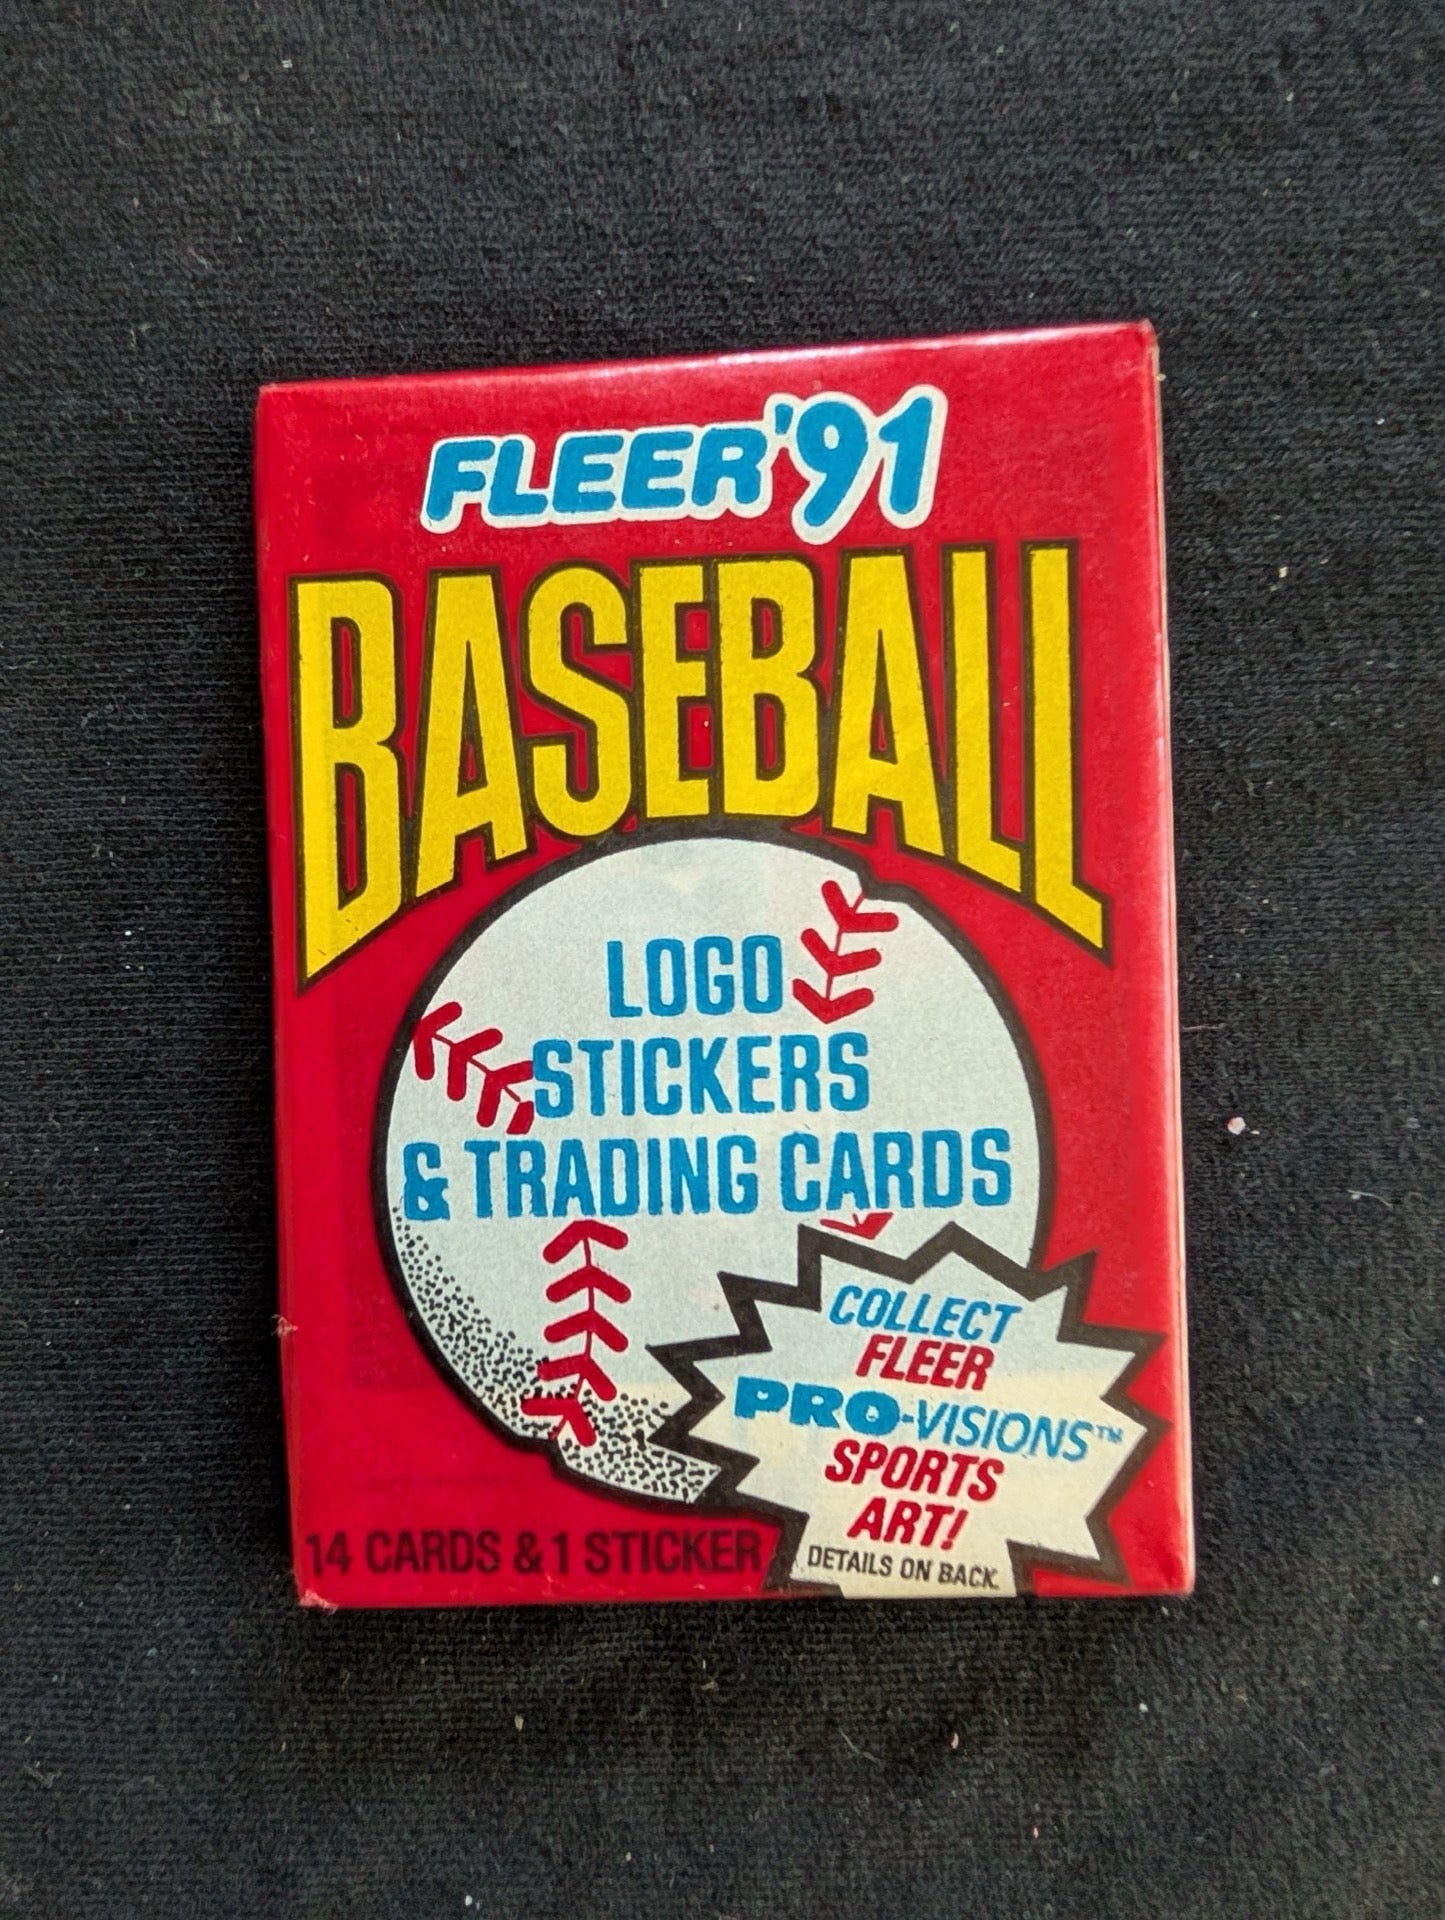 FLEER '91
BASEBALL
LOGO
STICKERS
& TRADING CARDS
COLLECT
FLEER
PRO-VISIONS™
SPORTS
ART!
DETAILS ON BACK
14 CARDS & 1 STICKER